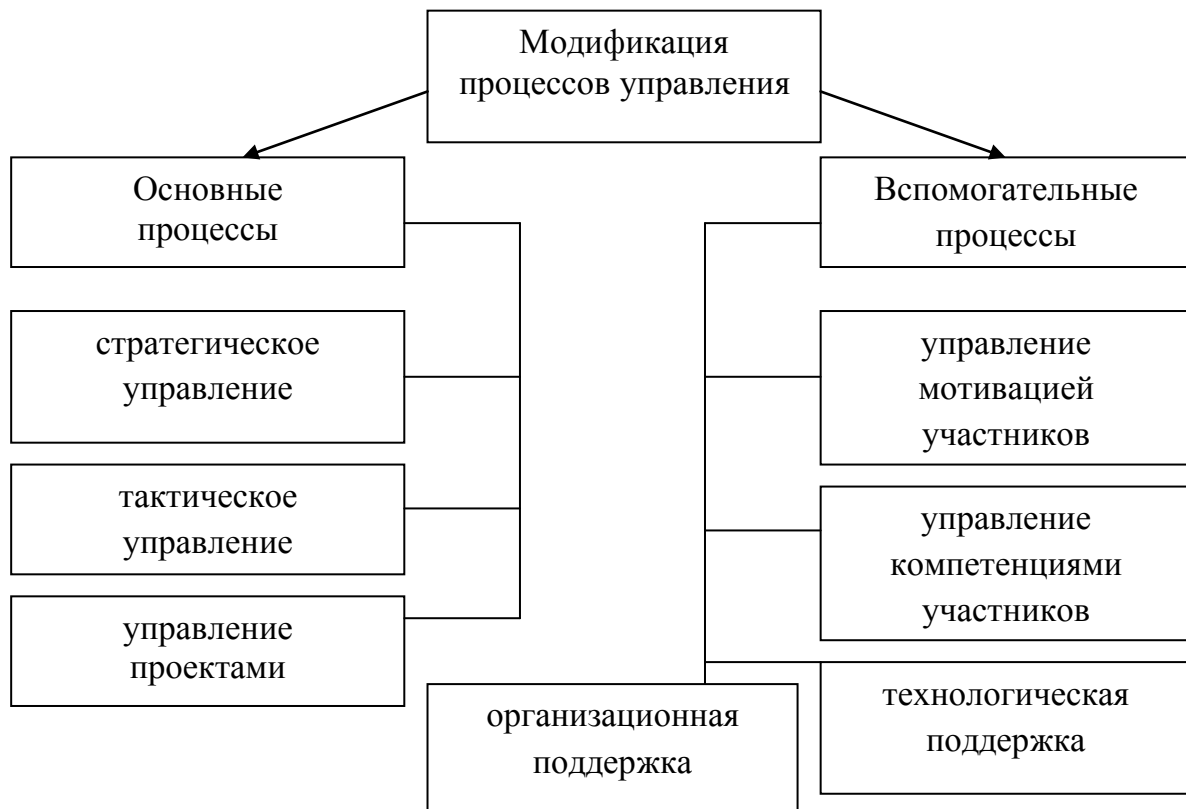 Модификация
процессов управления
Основные
процессы
Вспомогательные
процессы
стратегическое
управление
управление
мотивацией
участников
тактическое
управление
управление
компетенциями
участников
управление
проектами
организационная
поддержка
технологическая
поддержка